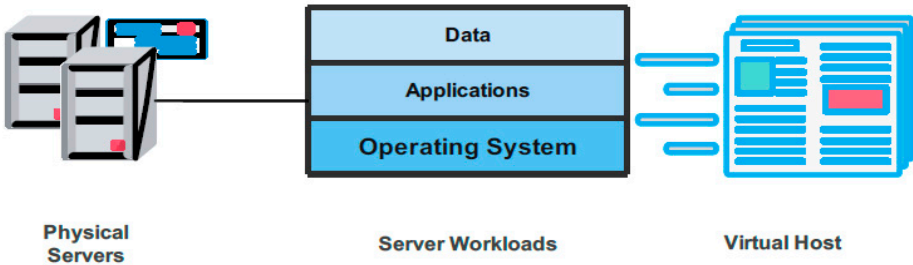 Data
Applications
Operating System
Physical
Servers
Server Workloads
Virtual Host